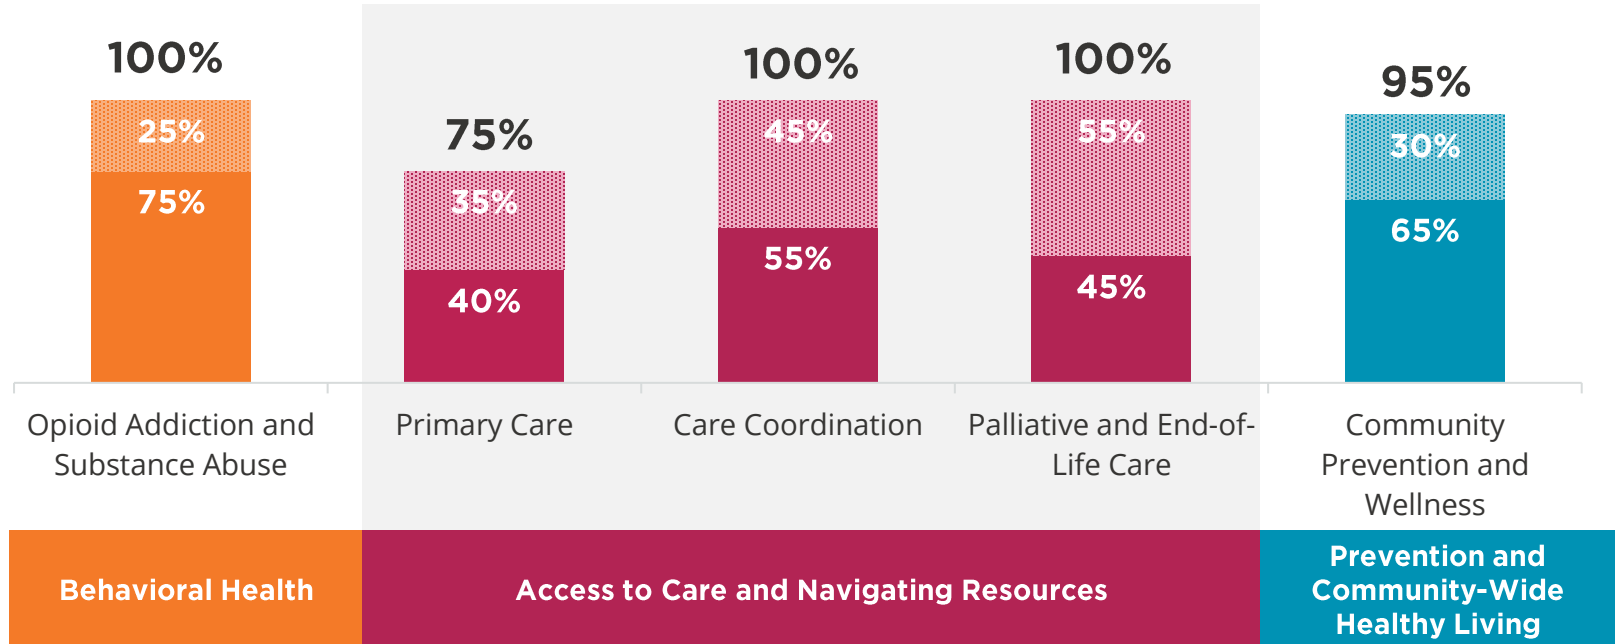 100%
25%
75%
75%
35%
40%
100%
45%
55%
100%
55%
45%
95%
30%
65%
Opioid Addiction and
Substance Abuse
Primary Care
Care Coordination
Palliative and End-of-
Life Care
Community
Prevention and
Wellness
Behavioral Health
Access to Care and Navigating Resources
Prevention and
Community-Wide
Healthy Living